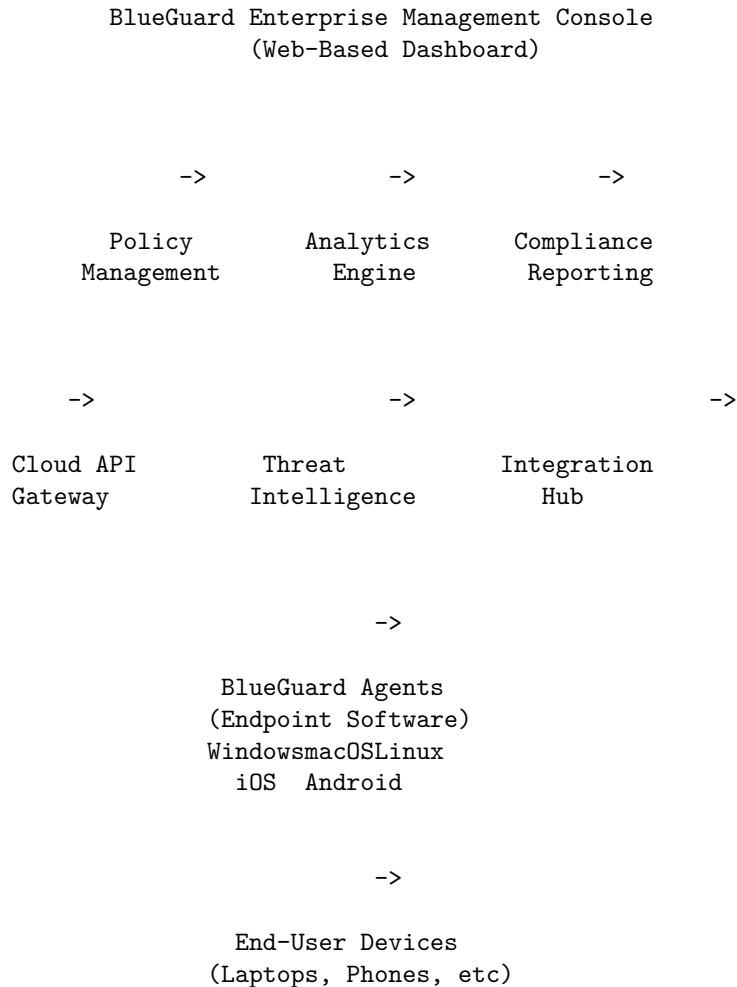 BlueGuard Enterprise Management Console
(Web-Based Dashboard)
-> -> ->
Policy Analytics Compliance
Management Engine Reporting
-> -> ->
Cloud API Threat Integration
Gateway Intelligence Hub
->
BlueGuard Agents
(Endpoint Software)
WindowsmacOSLinux
iOS Android
->
End-User Devices
(Laptops, Phones, etc)